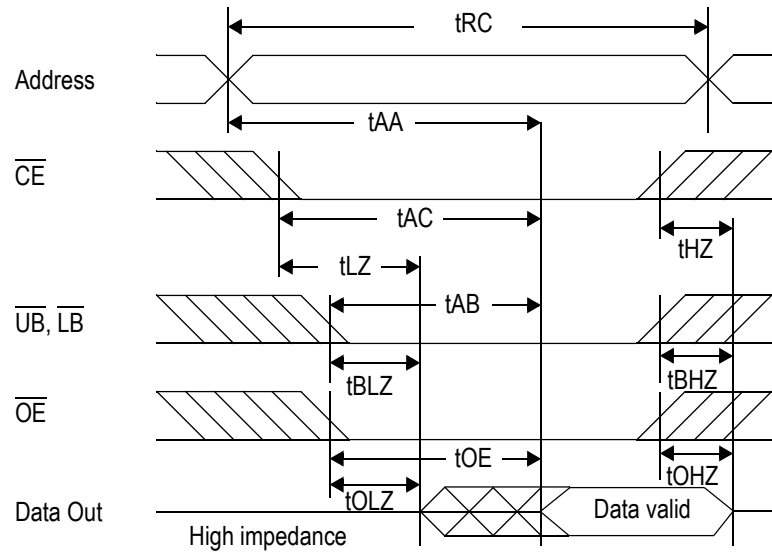 tRC
Address
tAA
CE
tAC
tHZ
tLZ
UB, LB
tAB
tBLZ
tBHZ
OE
tOE
tOHZ
tOLZ
Data Out
Data valid
High impedance